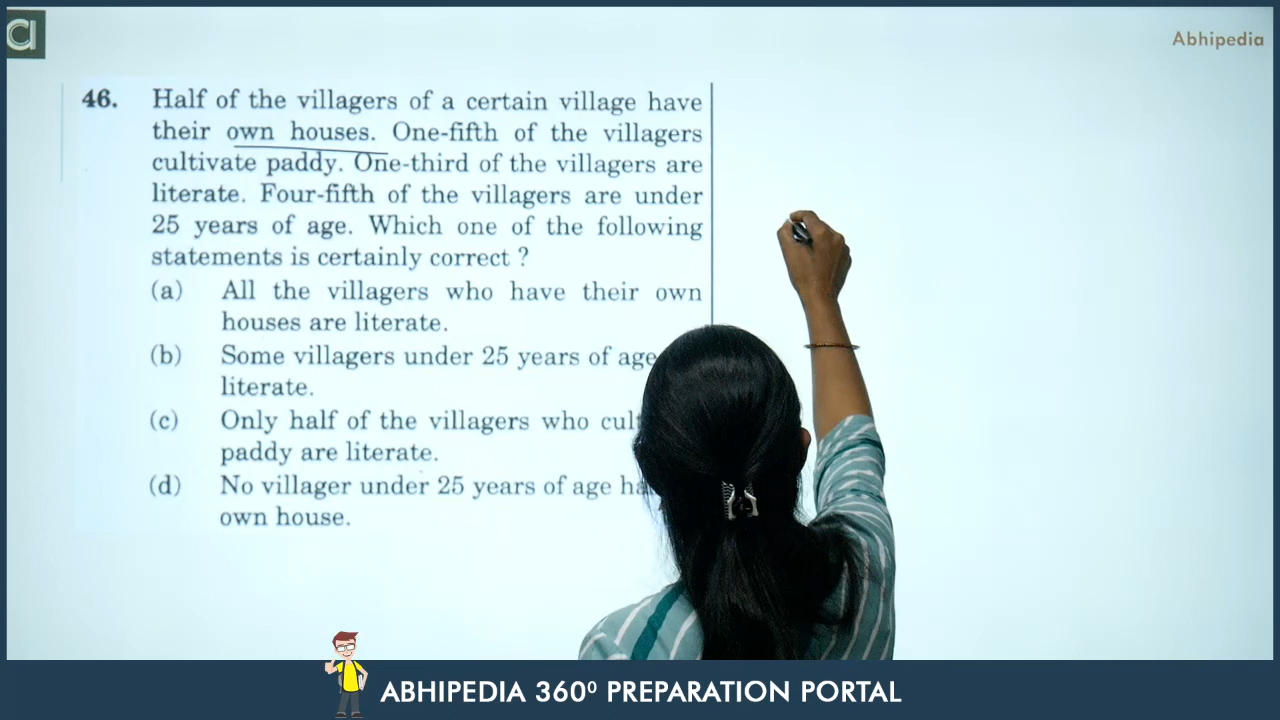 a
Abhipedia
46. Half of the villagers of a certain village have
their own houses. One-fifth of the villagers
cultivate paddy. One-third of the villagers are
literate. Four-fifth of the villagers are under
25 years of age. Which one of the following
statements is certainly correct ?
(a) All the villagers who have their own
houses are literate.
(b) Some villagers under 25 years of age
literate.
(c) Only half of the villagers who
paddy are literate.
(d) No villager under 25 years of age
own house.
ABHIPEDIA 360⁰ PREPARATION PORTAL